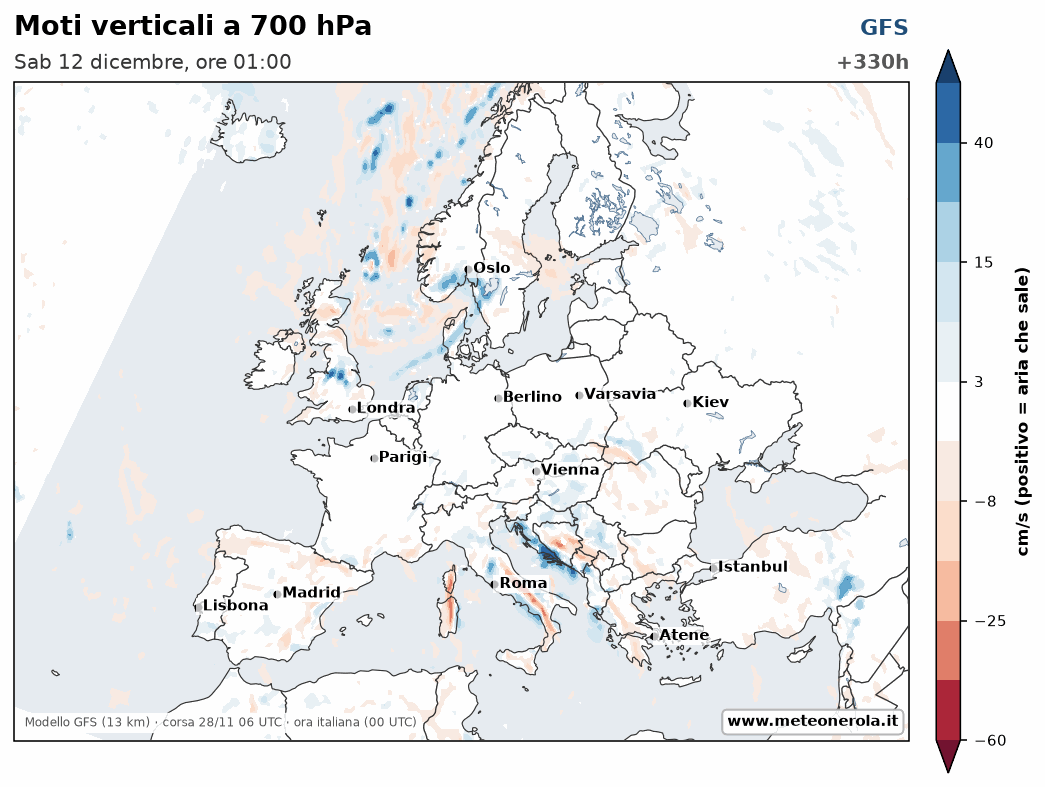 Moti verticali a 700 hPa
GFS
Sab 12 dicembre, ore 01:00
+330h
40
15
3
−8
−25
−60
cm/s (positivo = aria che sale)
Oslo
Londra
Berlino
Varsavia
Kiev
Parigi
Vienna
Istanbul
Roma
Madrid
Lisbona
Atene
Modello GFS (13 km) · corsa 28/11 06 UTC · ora italiana (00 UTC)
www.meteonerola.it